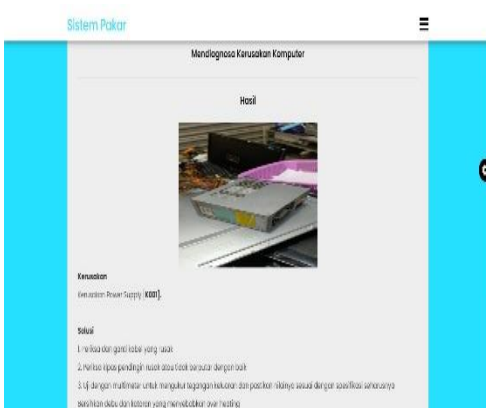 Sistem Pakar
Mendiagnosa Kerusakan Komputer
Hasil
Kerusakan
Kerusakan Power Supply [K001].
Solusi
1. Periksa dan ganti kabel yang rusak
2. Periksa kipas pendingin rusak atau tidak berputar dengan baik
3. Uji dengan multimeter untuk mengukur tegangan keluaran dan pastikan nilainya sesuai dengan spesifikasi seharusnya
Bersihkan debu dan kotoran yang menyebabkan over heating